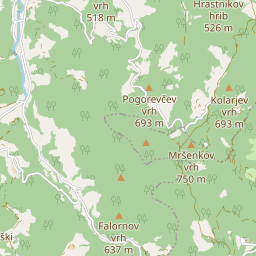 vrh
518 m
Hrastnikov
hrib
526 m
Pogorevčev
vrh
693 m
Kolarjev
vrh
693 m
Mršenkov
vrh
750 m
Falornov
vrh
637 m
ški